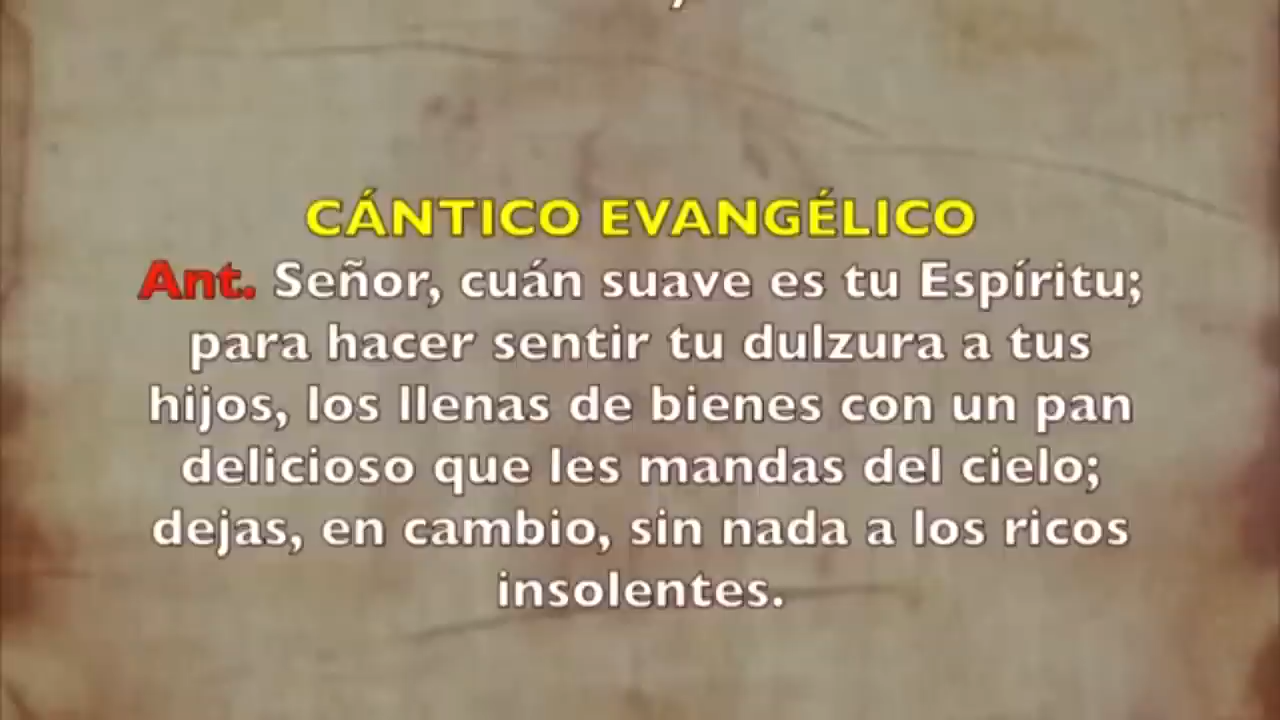 CÁNTICO EVANGÉLICO
Ant. Señor, cuán suave es tu Espíritu;
para hacer sentir tu dulzura a tus
hijos, los llenas de bienes con un pan
delicioso que les mandas del cielo;
dejas, en cambio, sin nada a los ricos
insolentes.